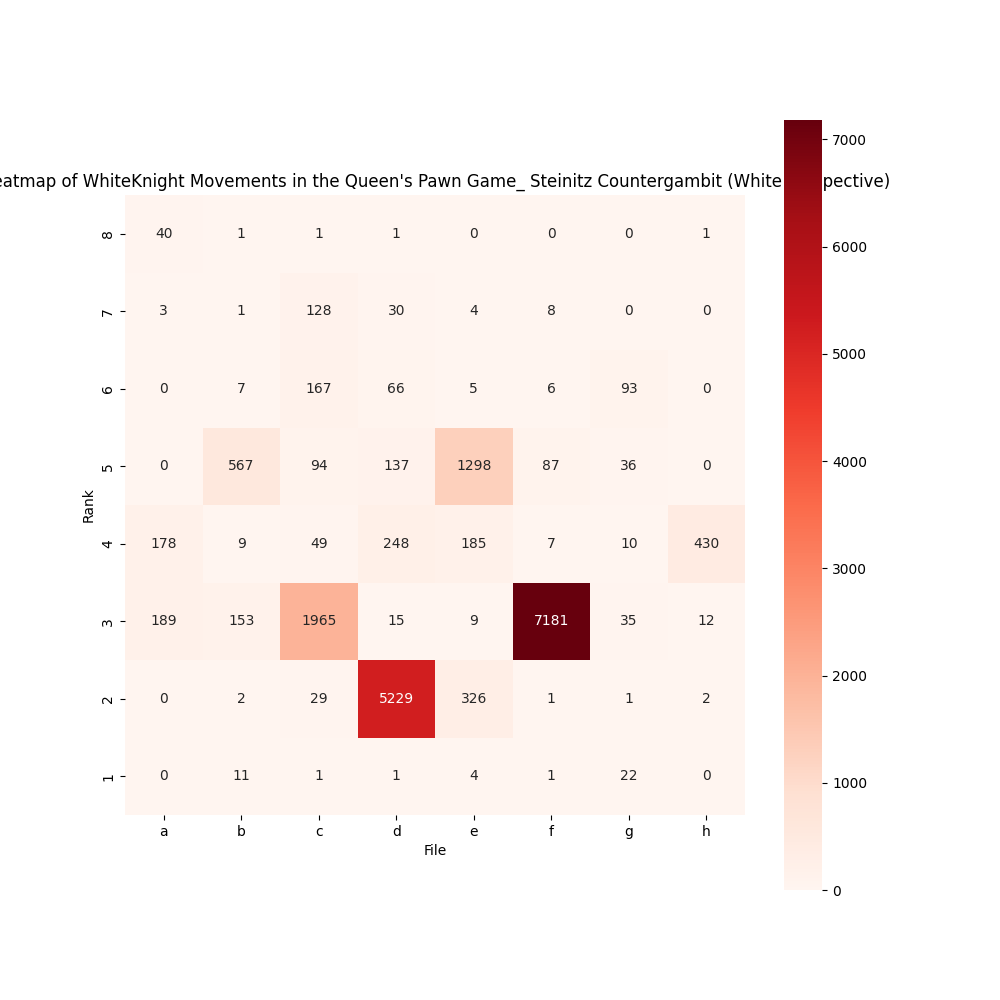 eatmap of WhiteKnight Movements in the Queen's Pawn Game_ Steinitz Countergambit (White pective)
7000
6000
5000
4000
3000
2000
1000
0
Rank
8 40 1 1 1 0 0 0 1
7 3 1 128 30 4 8 0 0
6 0 7 167 66 5 6 93 0
5 0 567 94 137 1298 87 36 0
4 178 9 49 248 185 7 10 430
3 189 153 1965 15 9 7181 35 12
2 0 2 29 5229 326 1 1 2
1 0 11 1 1 4 1 22 0
a b c d e f g h
File